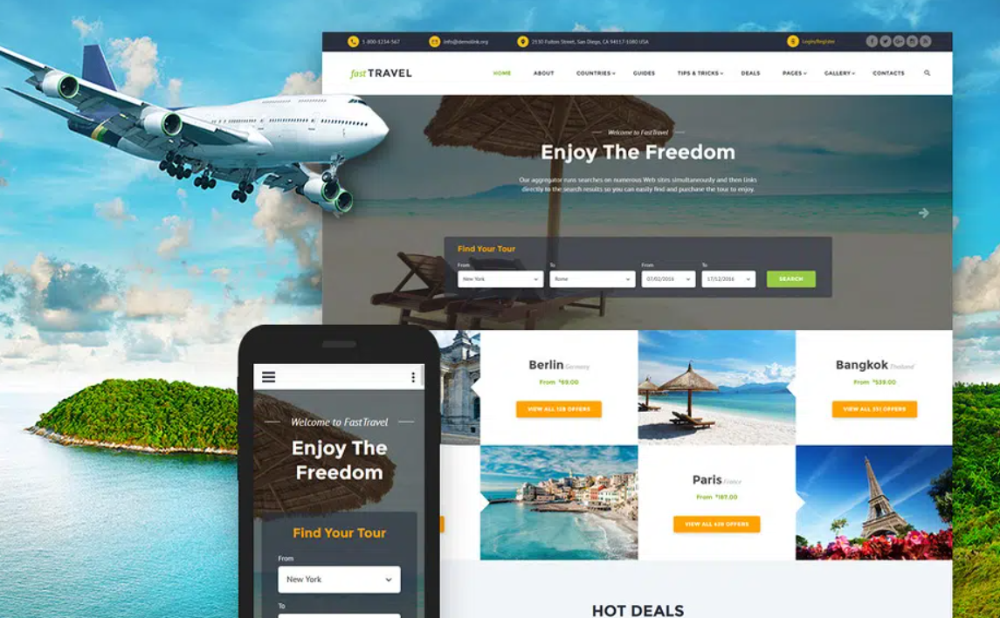 1-800-1234-567
info@demolink.org
2130 Fulton Street, San Diego, CA 94117-1080 USA
Login/Register
fast TRAVEL
HOME
ABOUT
COUNTRIES
GUIDES
TIPS & TRICKS
DEALS
PAGES
GALLERY
CONTACTS
Welcome to FastTravel
Enjoy The Freedom
Our aggregator runs searches on numerous Web sites simultaneously and then links
directly to the search results so you can easily find and purchase the tour to enjoy.
Find Your Tour
From
To
From
To
New York
Rome
07/02/2016
17/12/2016
SEARCH
Berlin Germany
From $69.00
VIEW ALL 128 OFFERS
Bangkok Thailand
From $539.00
VIEW ALL 351 OFFERS
Paris France
From $187.00
VIEW ALL 428 OFFERS
HOT DEALS
Welcome to FastTravel
Enjoy The
Freedom
Find Your Tour
From
New York
To